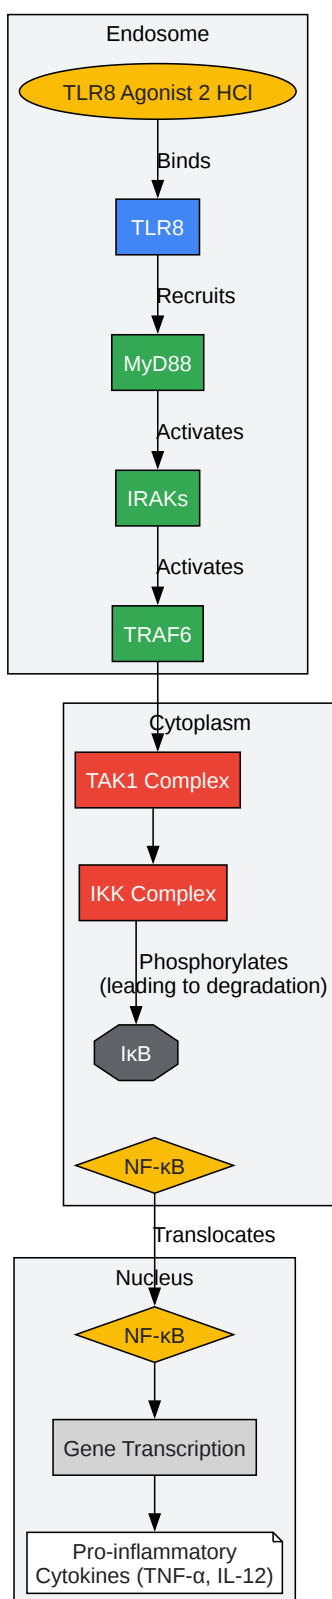 Endosome
TLR8 Agonist 2 HCl
Binds
TLR8
Recruits
MyD88
Activates
IRAKs
Activates
TRAF6
Cytoplasm
TAK1 Complex
IKK Complex
Phosphorylates
(leading to degradation)
IκB
NF-κB
Translocates
Nucleus
NF-κB
Gene Transcription
Pro-inflammatory
Cytokines (TNF-α, IL-12)